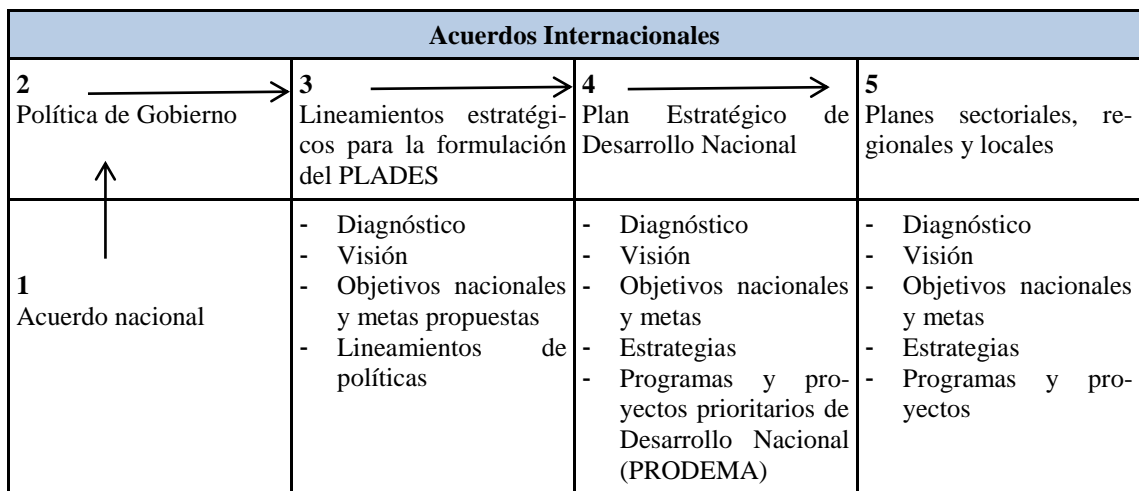 Acuerdos Internacionales
2
Política de Gobierno
1
Acuerdo nacional
3
Lineamientos estratégi-
cos para la formulación
del PLADES
- Diagnóstico
- Visión
- Objetivos nacionales
y metas propuestas
- Lineamientos de
políticas
4
Plan Estratégico de
Desarrollo Nacional
- Diagnóstico
- Visión
- Objetivos nacionales
y metas
- Estrategias
- Programas y pro-
yectos prioritarios de
Desarrollo Nacional
(PRODEMA)
5
Planes sectoriales, re-
gionales y locales
- Diagnóstico
- Visión
- Objetivos nacionales
y metas
- Estrategias
- Programas y pro-
yectos